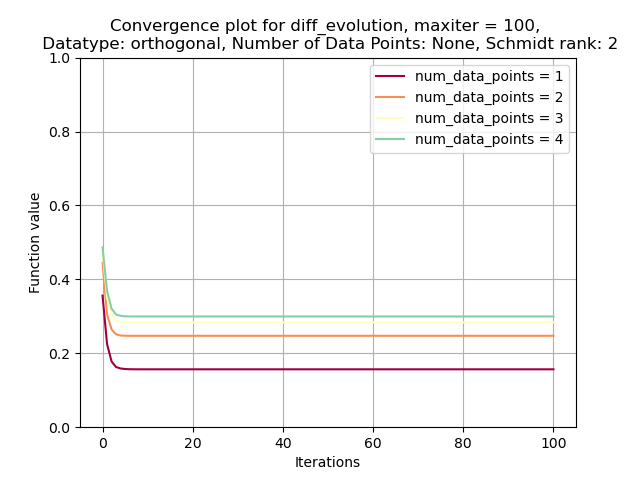 Convergence plot for diff_evolution, maxiter = 100,
Datatype: orthogonal, Number of Data Points: None, Schmidt rank: 2
1.0
0.8
0.6
0.4
0.2
0.0
Function value
num_data_points = 1
num_data_points = 2
num_data_points = 3
num_data_points = 4
0 20 40 60 80 100
Iterations